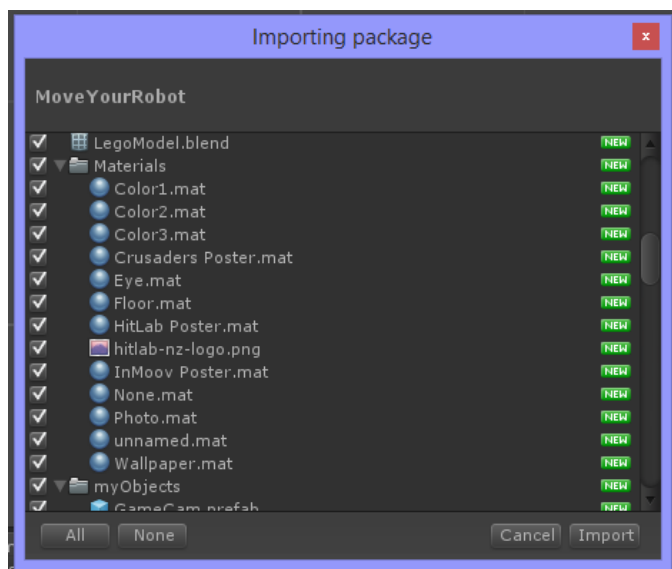 Importing package
x
MoveYourRobot
LegoModel.blend NEW
Materials NEW
Color1.mat NEW
Color2.mat NEW
Color3.mat NEW
Crusaders Poster.mat NEW
Eye.mat NEW
Floor.mat NEW
HitLab Poster.mat NEW
hitlab-nz-logo.png NEW
InMoov Poster.mat NEW
None.mat NEW
Photo.mat NEW
unnamed.mat NEW
Wallpaper.mat NEW
myObjects NEW
GameCam.prefab NEW
All None Cancel Import